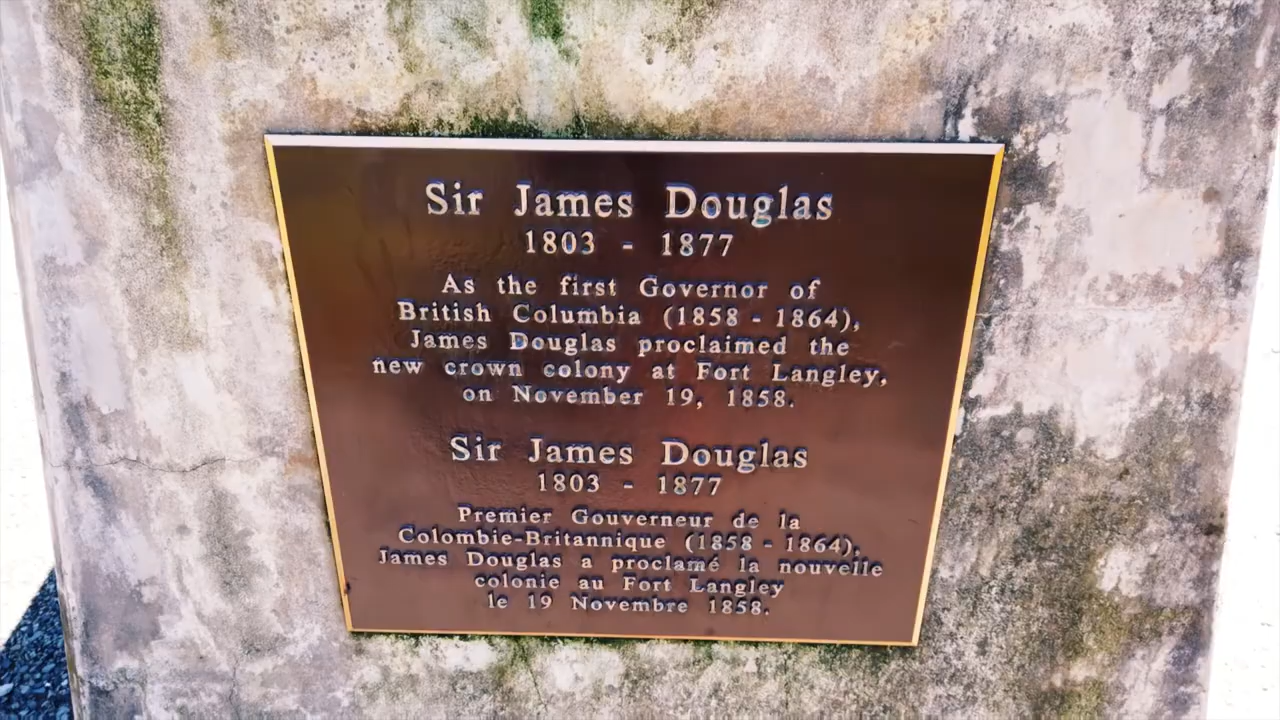 Sir James Douglas
1803 - 1877
As the first Governor of
British Columbia (1858 - 1864),
James Douglas proclaimed the
new crown colony at Fort Langley,
on November 19, 1858.
Sir James Douglas
1803 - 1877
Premier Gouverneur de la
Colombie-Britannique (1858 - 1864),
James Douglas a proclamé la nouvelle
colonie au Fort Langley
le 19 Novembre 1858.